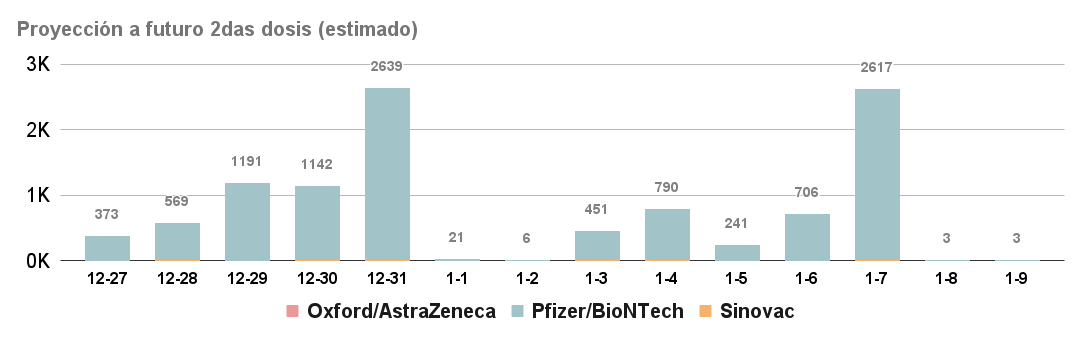 Proyección a futuro 2das dosis (estimado)
3K
2K
1K
0K
373
569
1191
1142
2639
21
6
451
790
241
706
2617
3
3
12-27 12-28 12-29 12-30 12-31 1-1 1-2 1-3 1-4 1-5 1-6 1-7 1-8 1-9
Oxford/AstraZeneca Pfizer/BioNTech Sinovac